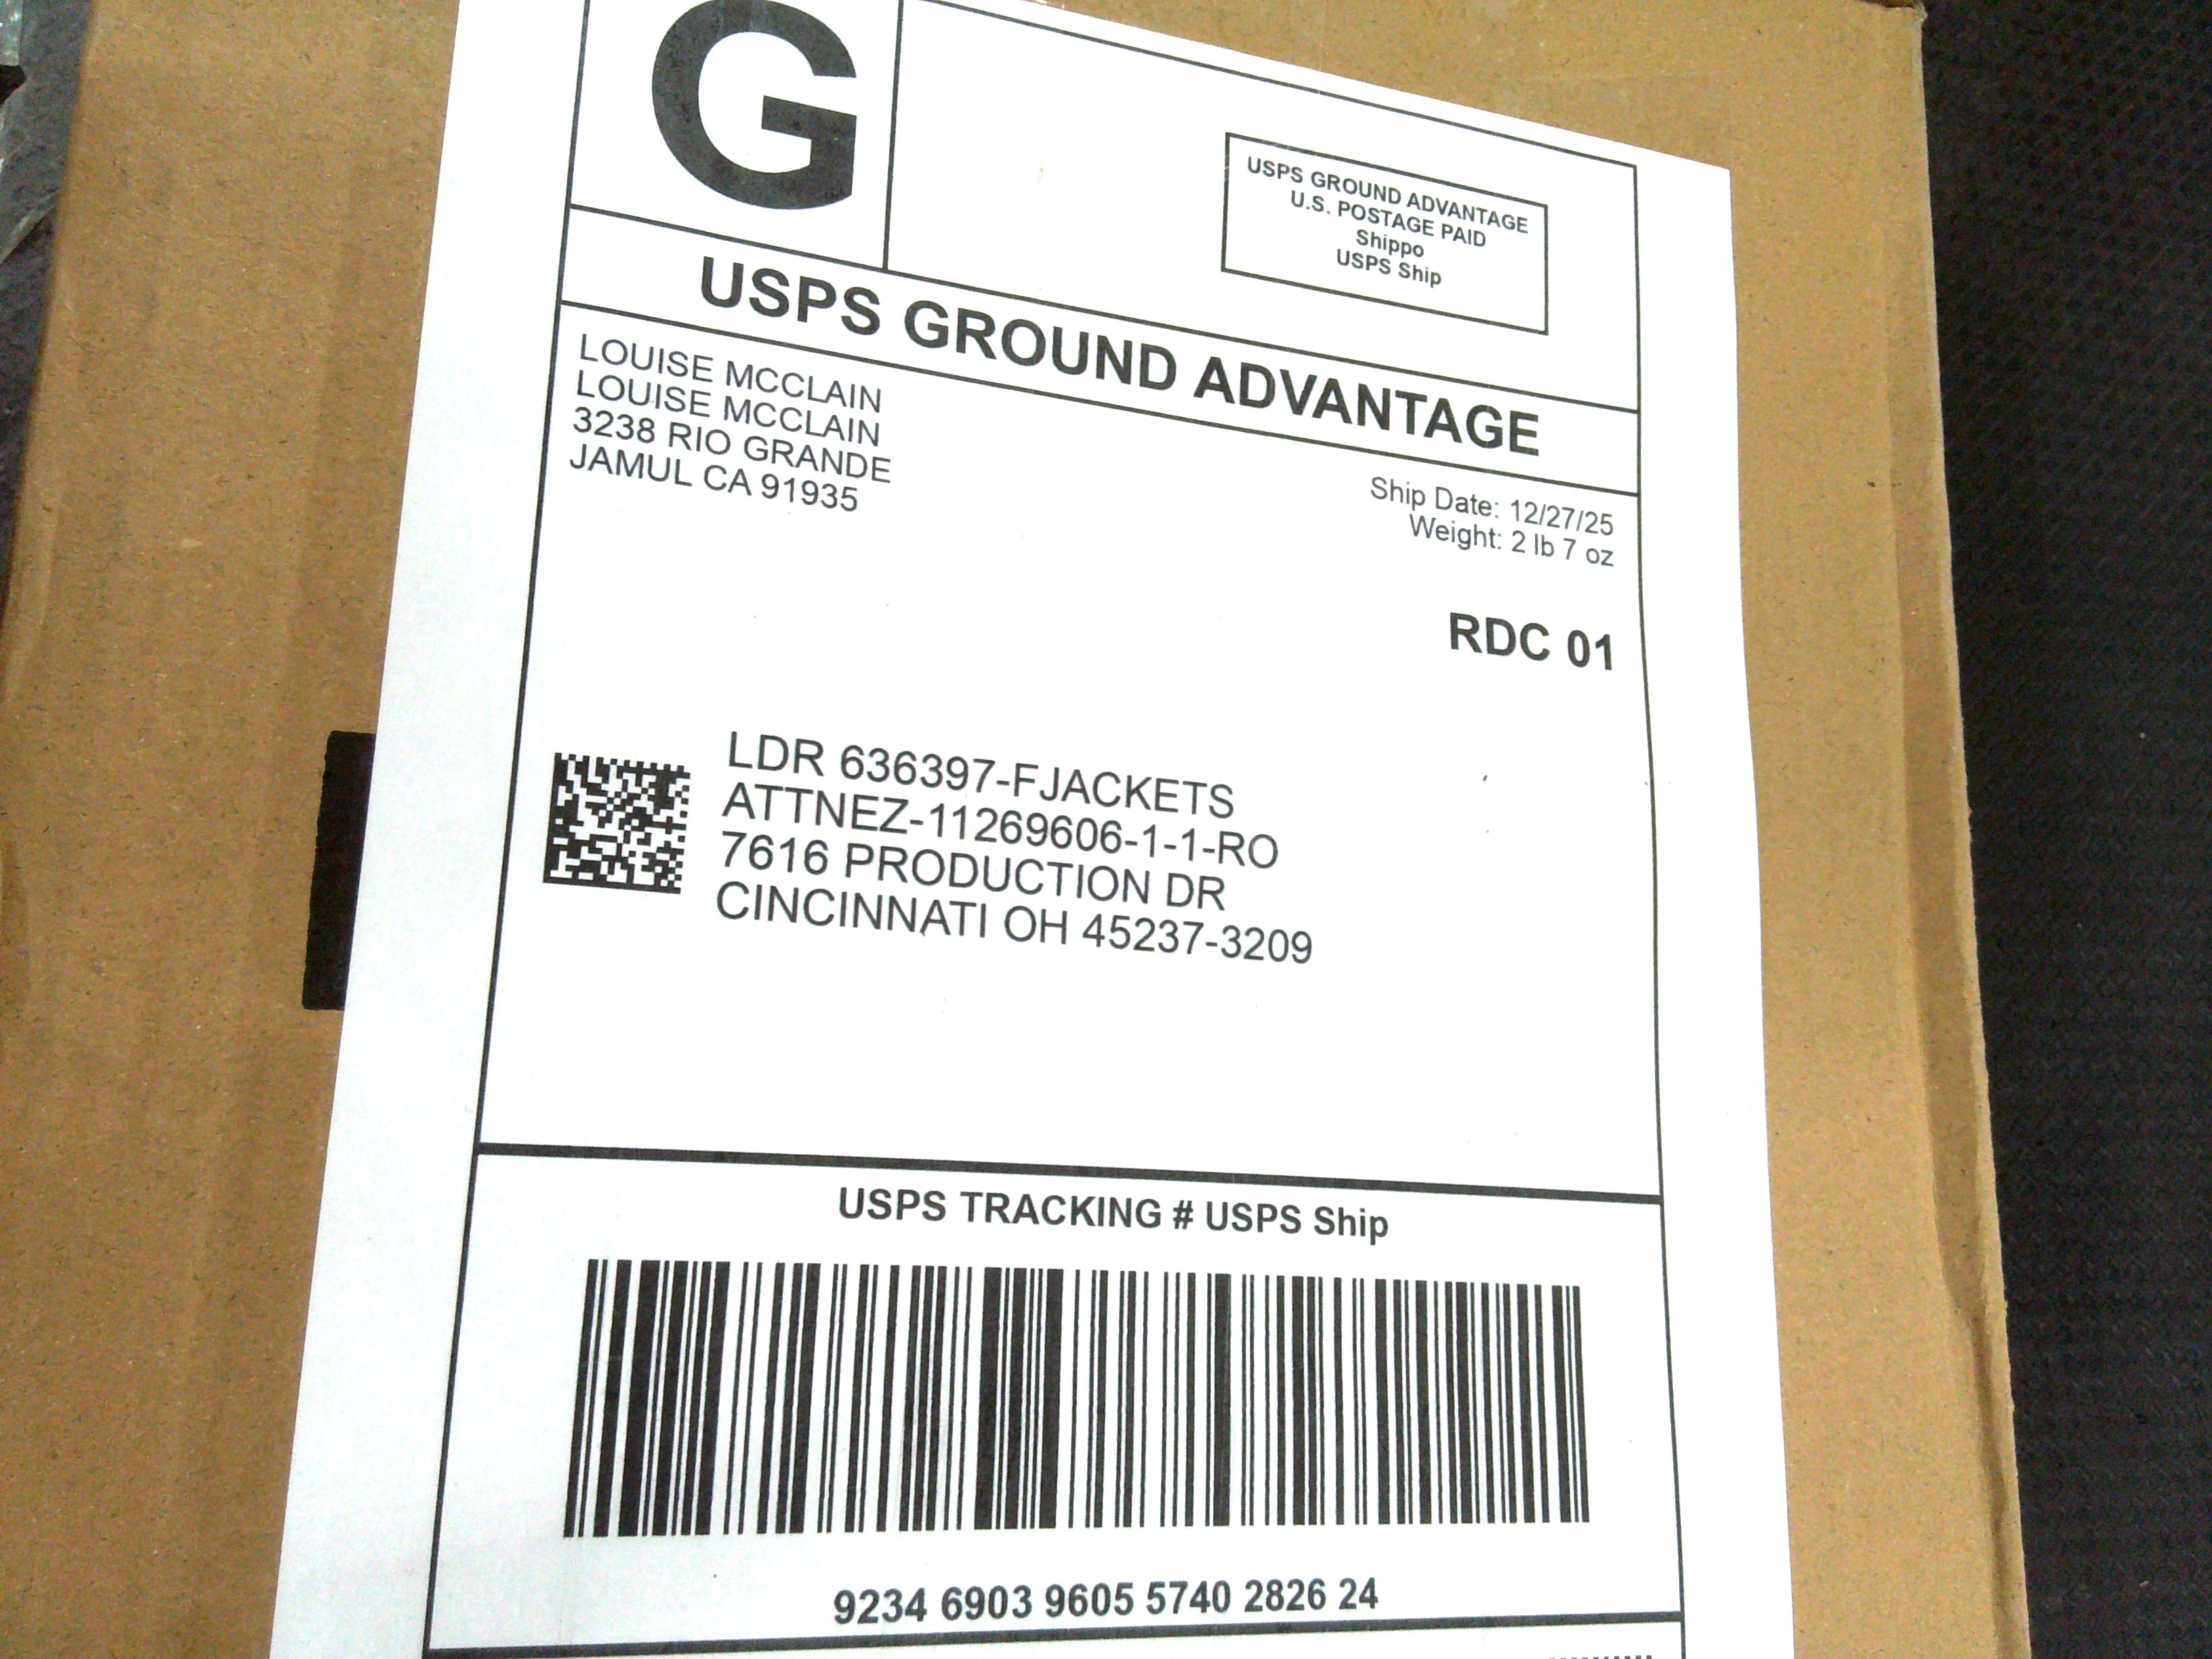 G
USPS GROUND ADVANTAGE
U.S. POSTAGE PAID
Shippo
USPS Ship
USPS GROUND ADVANTAGE
LOUISE MCCLAIN
LOUISE MCCLAIN
3238 RIO GRANDE
JAMUL CA 91935
Ship Date: 12/27/25
Weight: 2 lb 7 oz
RDC 01
LDR 636397-FJACKETS
ATTNEZ-11269606-1-1-RO
7616 PRODUCTION DR
CINCINNATI OH 45237-3209
USPS TRACKING # USPS Ship
9234 6903 9605 5740 2826 24